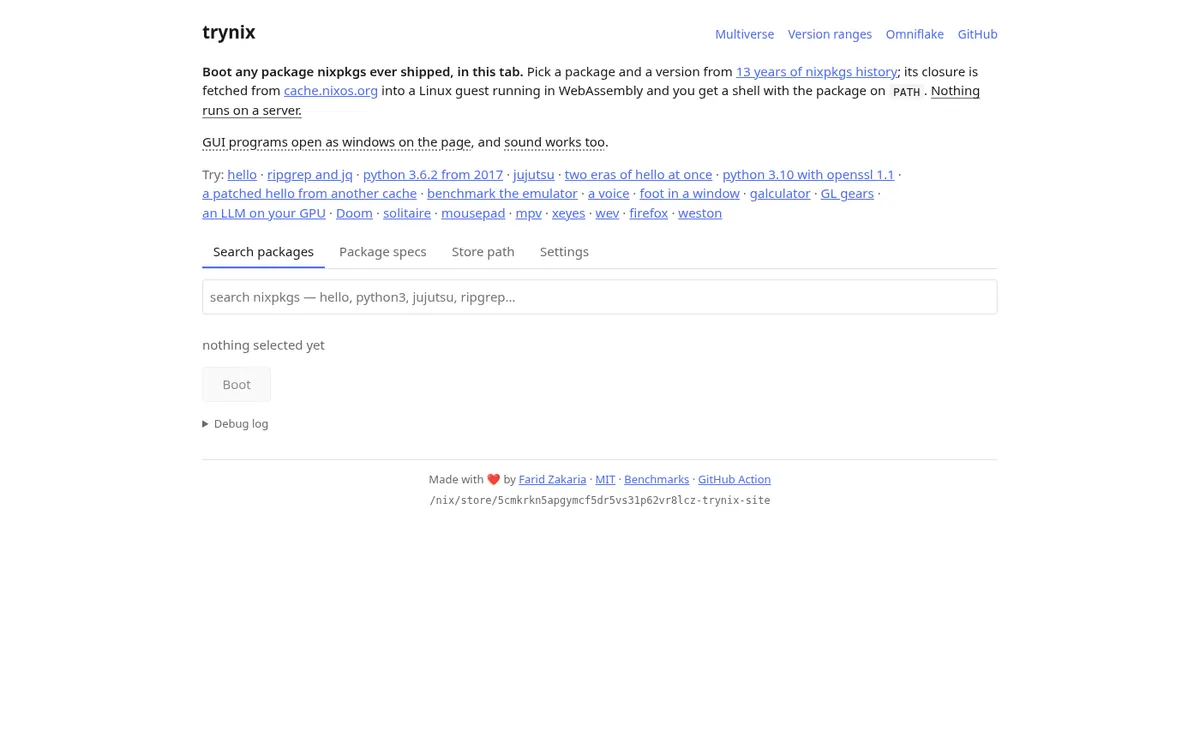 trynix
Multiverse Version ranges Omniflake GitHub
Boot any package nixpkgs ever shipped, in this tab. Pick a package and a version from 13 years of nixpkgs history; its closure is
fetched from cache.nixos.org into a Linux guest running in WebAssembly and you get a shell with the package on PATH. Nothing
runs on a server.
GUI programs open as windows on the page, and sound works too.
Try: hello · ripgrep and jq · python 3.6.2 from 2017 · jujutsu · two eras of hello at once · python 3.10 with openssl 1.1 ·
a patched hello from another cache · benchmark the emulator · a voice · foot in a window · galculator · GL gears ·
an LLM on your GPU · Doom · solitaire · mousepad · mpv · xeyes · wev · firefox · weston
Search packages Package specs Store path Settings
search nixpkgs — hello, python3, jujutsu, ripgrep...
nothing selected yet
Boot
▶ Debug log
Made with ❤️ by Farid Zakaria · MIT · Benchmarks · GitHub Action
/nix/store/5cmkrkn5apgymcf5dr5vs31p62vr8lcz-trynix-site